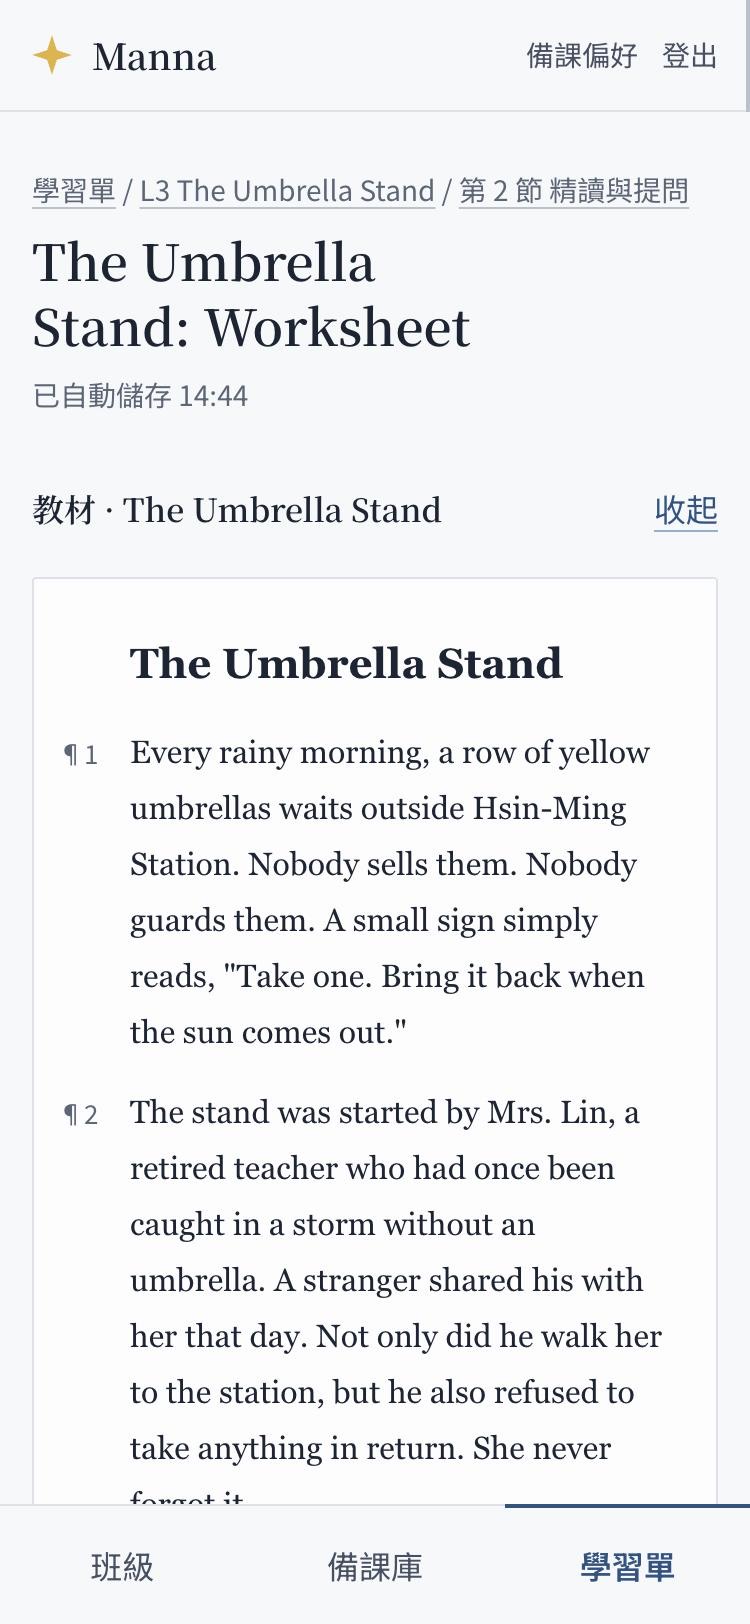 Manna
備課偏好 登出
學習單 / L3 The Umbrella Stand / 第 2 節 精讀與提問
The Umbrella
Stand: Worksheet
已自動儲存 14:44
教材 · The Umbrella Stand
收起
The Umbrella Stand
¶ 1 Every rainy morning, a row of yellow
umbrellas waits outside Hsin-Ming
Station. Nobody sells them. Nobody
guards them. A small sign simply
reads, "Take one. Bring it back when
the sun comes out."
¶ 2 The stand was started by Mrs. Lin, a
retired teacher who had once been
caught in a storm without an
umbrella. A stranger shared his with
her that day. Not only did he walk her
to the station, but he also refused to
take anything in return. She never
forgot it.
班級
備課庫
學習單